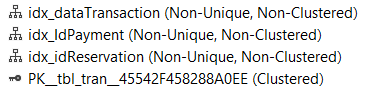 idx_dataTransaction (Non-Unique, Non-Clustered)
idx_IdPayment (Non-Unique, Non-Clustered)
idx_idReservation (Non-Unique, Non-Clustered)
PK__tbl_tran__45542F458288A0EE (Clustered)